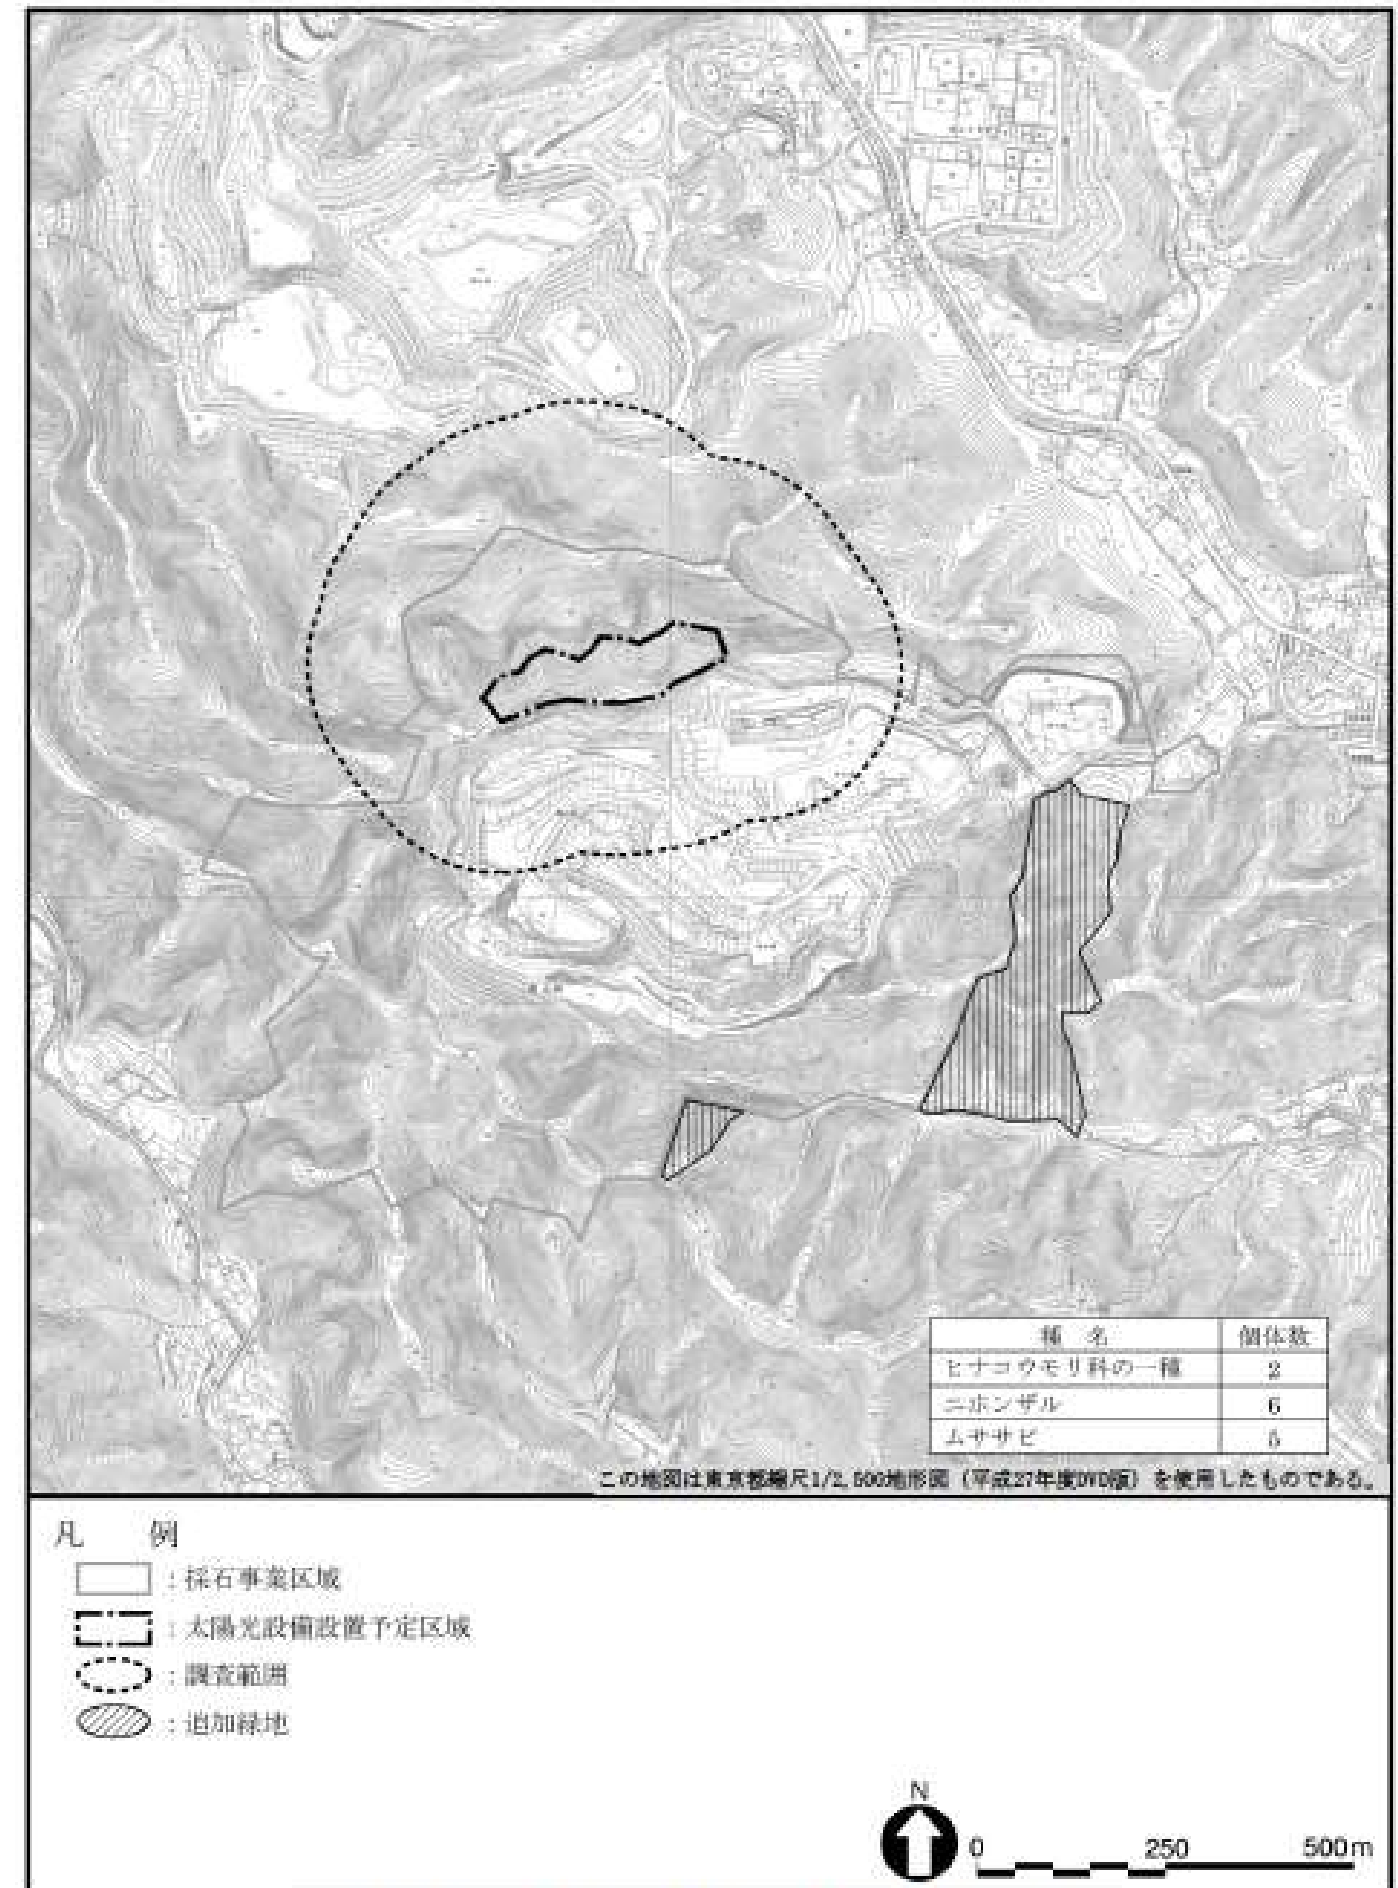 種　名　個体数
ヒナコウモリ科の一種　2
ニホンザル　6
ムササビ　5
この地図は東京都縮尺1/2,500地形図（平成27年度DVD版）を使用したものである。
凡　例
：採石事業区域
：太陽光設備設置予定区域
：調査範囲
：追加緑地
N
0　250　500m